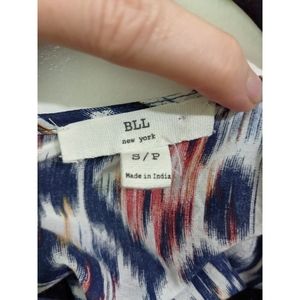 BLL
new york
S/P
Made in India